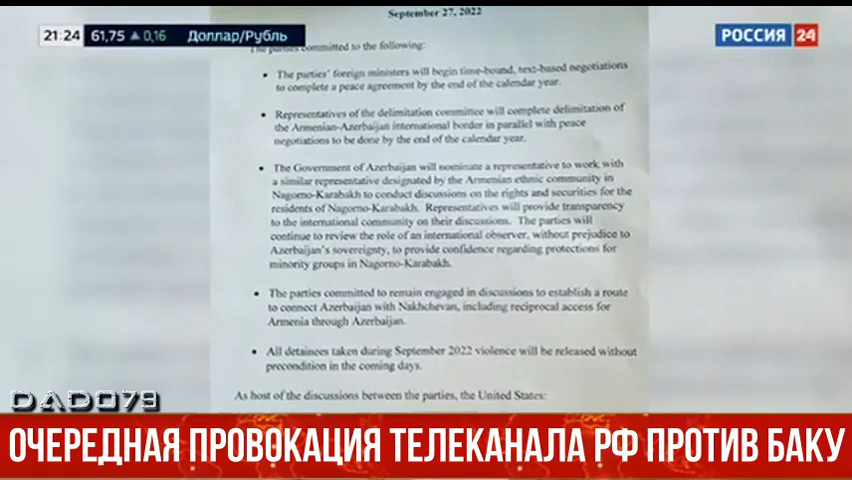 September 27, 2022
21:24 61,75 ▲ 0,16 Доллар/Рубль
РОССИЯ 24
The parties committed to the following:
• The parties' foreign ministers will begin time-bound, text-based negotiations
to complete a peace agreement by the end of the calendar year.
• Representatives of the delimitation committee will complete delimitation of
the Armenian-Azerbaijan international border in parallel with peace
negotiations to be done by the end of the calendar year.
• The Government of Azerbaijan will nominate a representative to work with
a similar representative designated by the Armenian ethnic community in
Nagorno-Karabakh to conduct discussions on the rights and securities for the
residents of Nagorno-Karabakh. Representatives will provide transparency
to the international community on their discussions. The parties will
continue to review the role of an international observer, without prejudice to
Azerbaijan's sovereignty, to provide confidence regarding protections for
minority groups in Nagorno-Karabakh.
• The parties committed to remain engaged in discussions to establish a route
to connect Azerbaijan with Nakhchevan, including reciprocal access for
Armenia through Azerbaijan.
• All detainees taken during September 2022 violence will be released without
precondition in the coming days.
As host of the discussions between the parties, the United States:
DADO79
ОЧЕРЕДНАЯ ПРОВОКАЦИЯ ТЕЛЕКАНАЛА РФ ПРОТИВ БАКУ